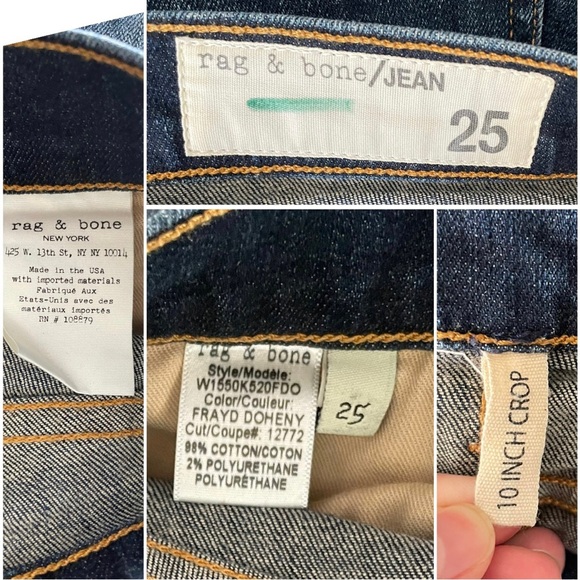 rag & bone/JEAN
25
rag & bone
NEW YORK
425 W. 13th St, NY NY 10014
Made in the USA
with imported materials
Fabriqué Aux
États-Unis avec des
matériaux importés
RN # 108879
rag & bone
Style/Modèle:
W1550K520FDO
Color/Couleur:
FRAYD DOHENY
Cut/Coupe#: 12772
98% COTTON/COTON
2% POLYURETHANE
POLYURÉTHANE
25
10 INCH CROP